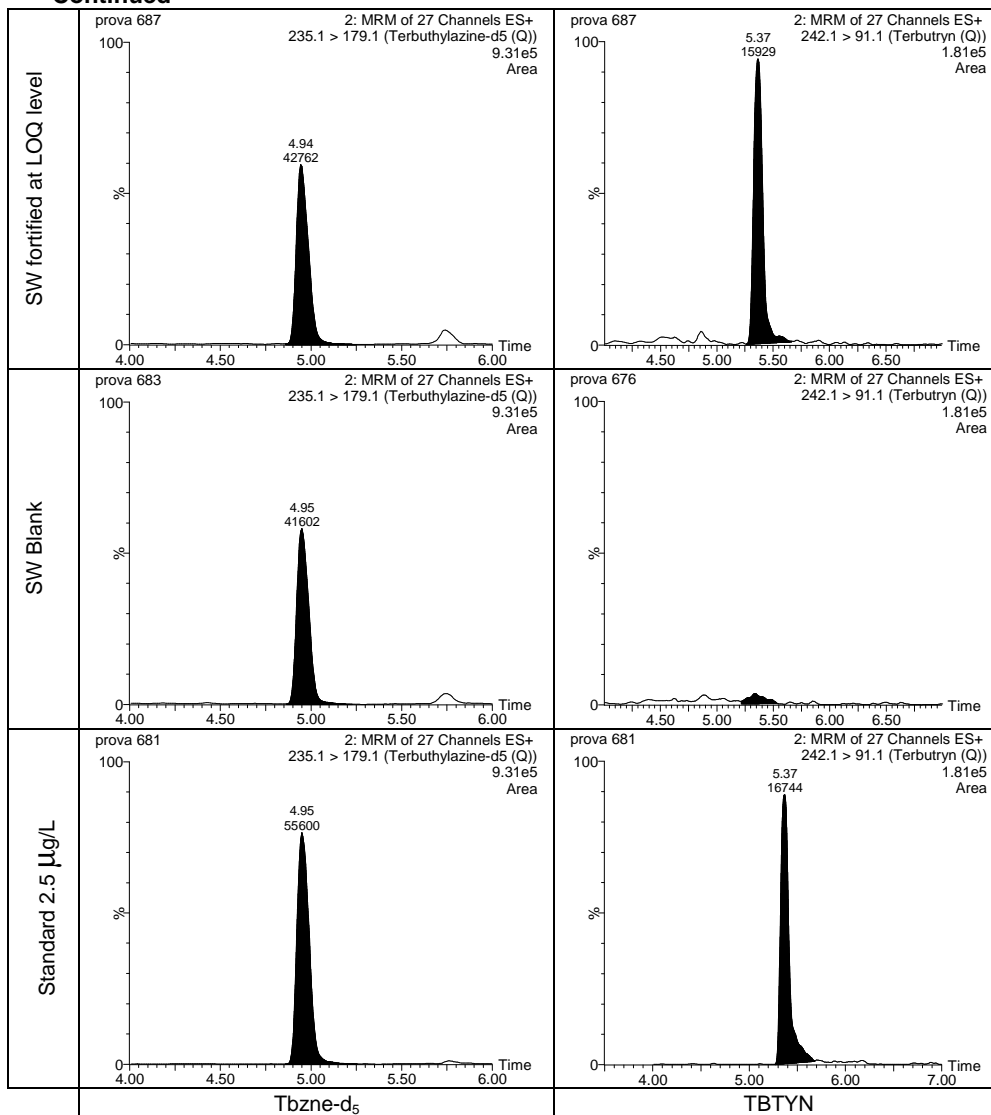 Continued
SW fortified at LOQ level
prova 687
2: MRM of 27 Channels ES+
235.1 > 179.1 (Terbuthylazine-d5 (Q))
9.31e5
Area
100
%
0
4.94
42762
4.00 4.50 5.00 5.50 6.00 Time
prova 687
2: MRM of 27 Channels ES+
242.1 > 91.1 (Terbutryn (Q))
1.81e5
Area
100
%
0
5.37
15929
4.50 5.00 5.50 6.00 6.50 Time
SW Blank
prova 683
2: MRM of 27 Channels ES+
235.1 > 179.1 (Terbuthylazine-d5 (Q))
9.31e5
Area
100
%
0
4.95
41602
4.00 4.50 5.00 5.50 6.00 Time
prova 676
2: MRM of 27 Channels ES+
242.1 > 91.1 (Terbutryn (Q))
1.81e5
Area
100
%
0
4.50 5.00 5.50 6.00 6.50 Time
Standard 2.5 µg/L
prova 681
2: MRM of 27 Channels ES+
235.1 > 179.1 (Terbuthylazine-d5 (Q))
9.31e5
Area
100
%
0
4.95
55600
4.00 4.50 5.00 5.50 6.00 Time
prova 681
2: MRM of 27 Channels ES+
242.1 > 91.1 (Terbutryn (Q))
1.81e5
Area
100
%
0
5.37
16744
4.00 5.00 6.00 7.00 Time
Tbzne-d₅
TBTYN